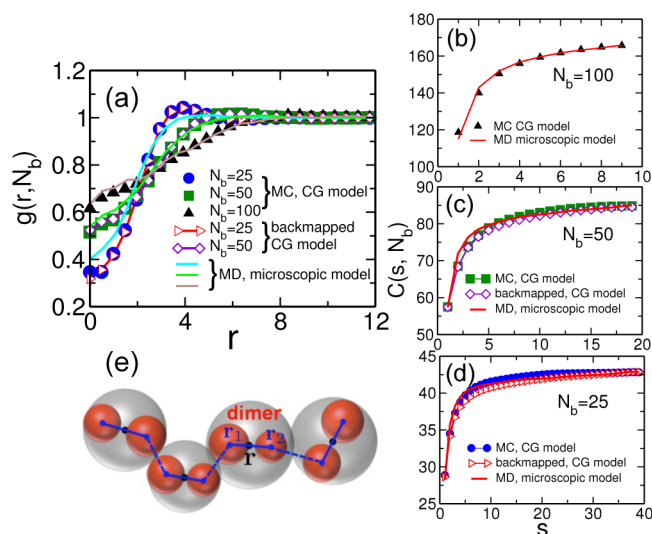 (a)
g(r,N_b)
1.2
1
0.8
0.6
0.4
0.2
0
4
8
12
r
N_b=25
N_b=50
N_b=100
MC, CG model
N_b=25
N_b=50
backmapped
CG model
MD, microscopic model
(b)
180
160
140
120
100
0
2
4
6
8
10
N_b=100
MC CG model
MD microscopic model
(c)
C(s, N_b)
90
80
70
60
50
0
5
10
15
20
N_b=50
MC, CG model
backmapped, CG model
MD, microscopic model
(d)
45
40
35
30
25
0
10
20
30
40
s
N_b=25
MC, CG model
backmapped, CG model
MD, microscopic model
(e)
dimer
r_1
r_2
r